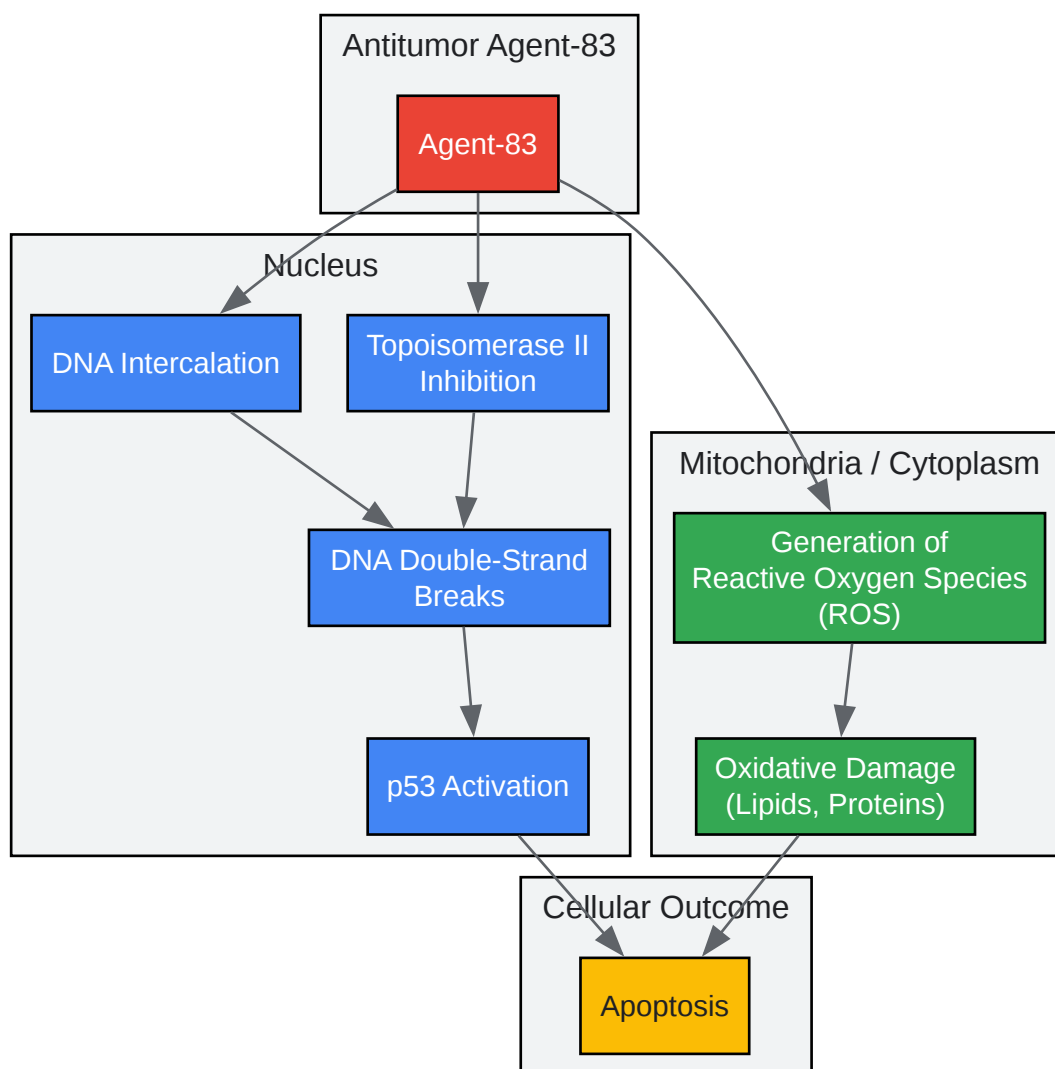 Antitumor Agent-83
Agent-83
Nucleus
DNA Intercalation
Topoisomerase II
Inhibition
DNA Double-Strand
Breaks
p53 Activation
Mitochondria / Cytoplasm
Generation of
Reactive Oxygen Species
(ROS)
Oxidative Damage
(Lipids, Proteins)
Cellular Outcome
Apoptosis